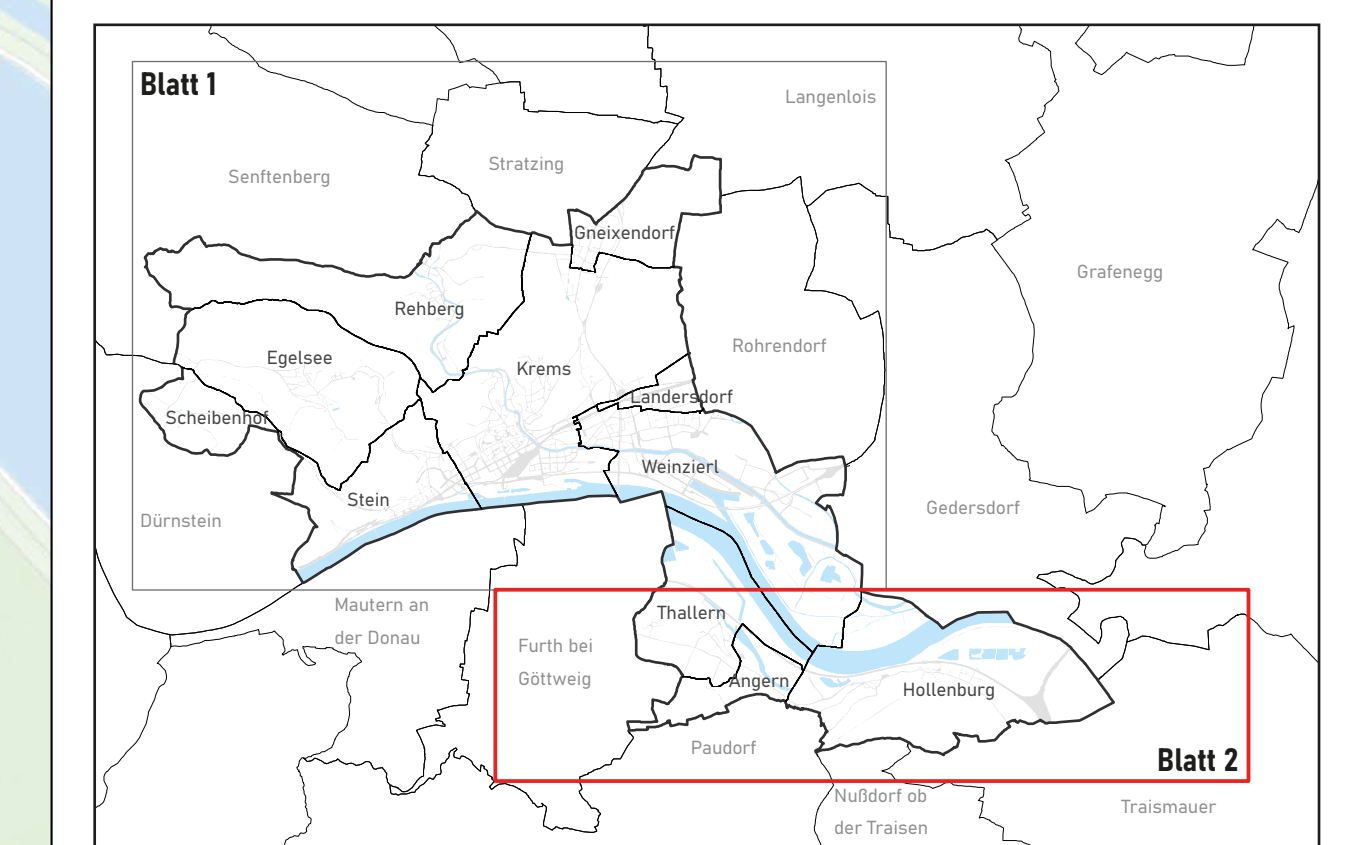 Blatt 1
Langenlois
Stratzing
Senftenberg
Gneixendorf
Grafenegg
Rehberg
Rohrendorf
Egelsee
Krems
Landersdorf
Scheibenhof
Weinzierl
Stein
Gedersdorf
Dürnstein
Mautern an
der Donau
Thallern
Furth bei
Göttweig
Angern
Hollenburg
Paudorf
Blatt 2
Nußdorf ob
der Traisen
Traismauer